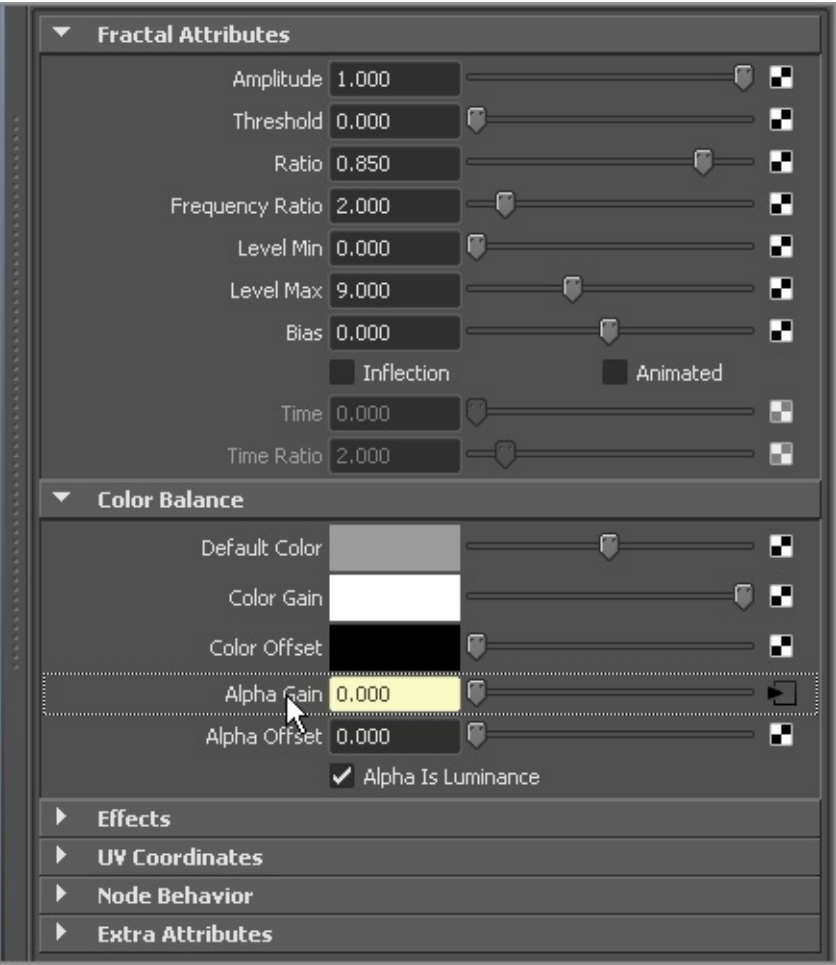 Fractal Attributes
Amplitude 1.000
Threshold 0.000
Ratio 0.850
Frequency Ratio 2.000
Level Min 0.000
Level Max 9.000
Bias 0.000
Inflection Animated
Time 0.000
Time Ratio 2.000
Color Balance
Default Color
Color Gain
Color Offset
Alpha Gain 0.000
Alpha Offset 0.000
Alpha Is Luminance
Effects
UV Coordinates
Node Behavior
Extra Attributes